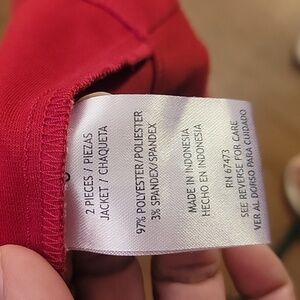 2 PIECES / PIEZAS
JACKET / CHAQUETA
97% POLYESTER/POLIESTER
3% SPANDEX/SPANDEX
MADE IN INDONESIA
HECHO EN INDONESIA
RN 67473
SEE REVERSE FOR CARE
VER AL DORSO PARA CUIDADO